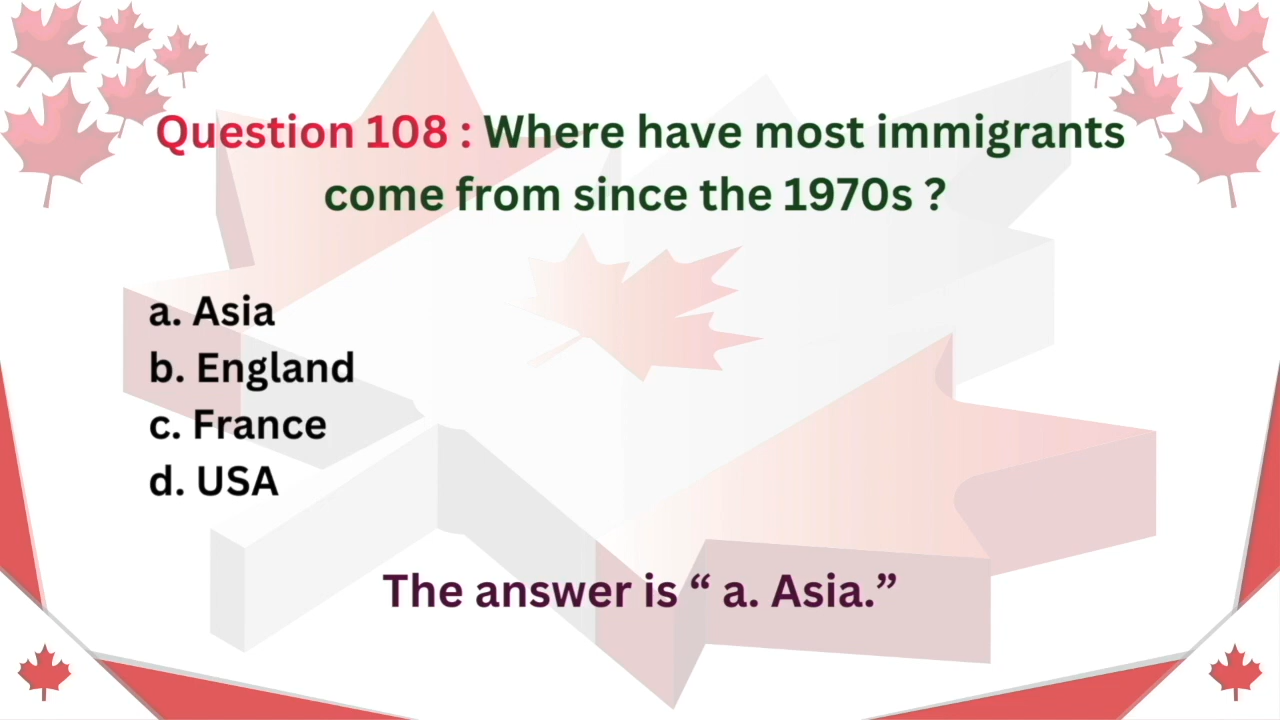 Question 108 : Where have most immigrants
come from since the 1970s ?
a. Asia
b. England
c. France
d. USA
The answer is “ a. Asia.”